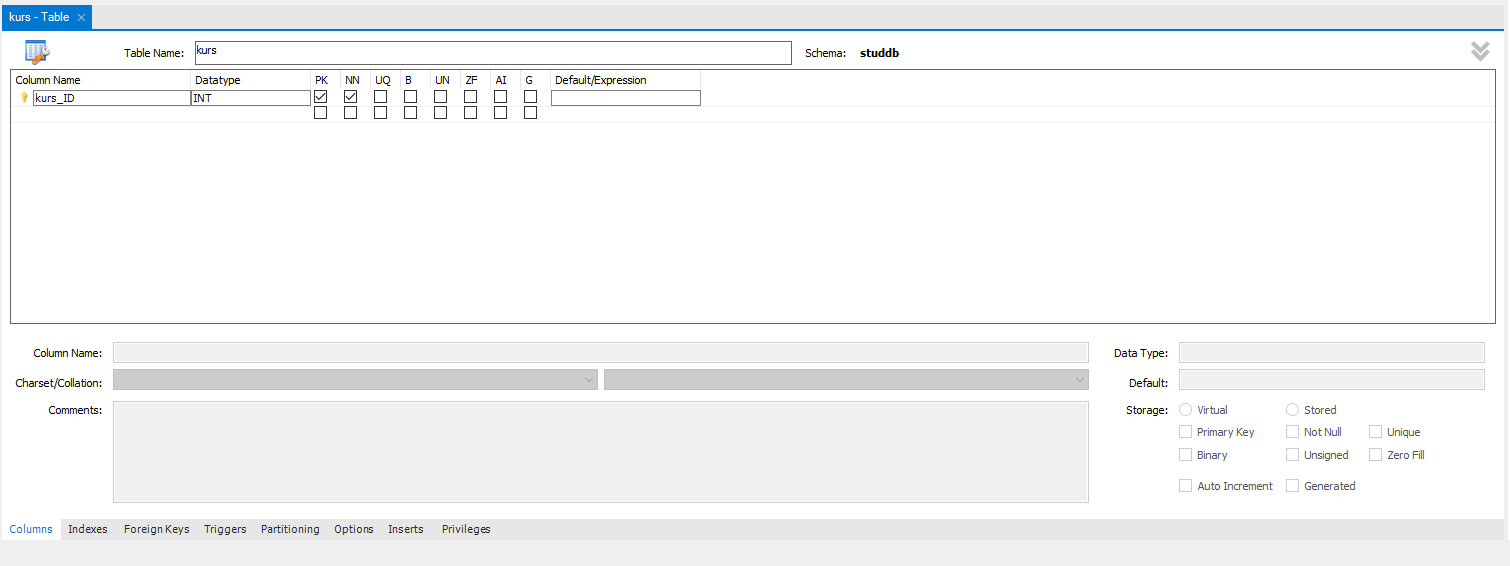 kurs - Table
Table Name: kurs Schema: studdb
Column Name Datatype PK NN UQ B UN ZF AI G Default/Expression
kurs_ID INT
Column Name: Data Type:
Charset/Collation: Default:
Comments: Storage: Virtual Stored
Primary Key Not Null Unique
Binary Unsigned Zero Fill
Auto Increment Generated
Columns Indexes Foreign Keys Triggers Partitioning Options Inserts Privileges